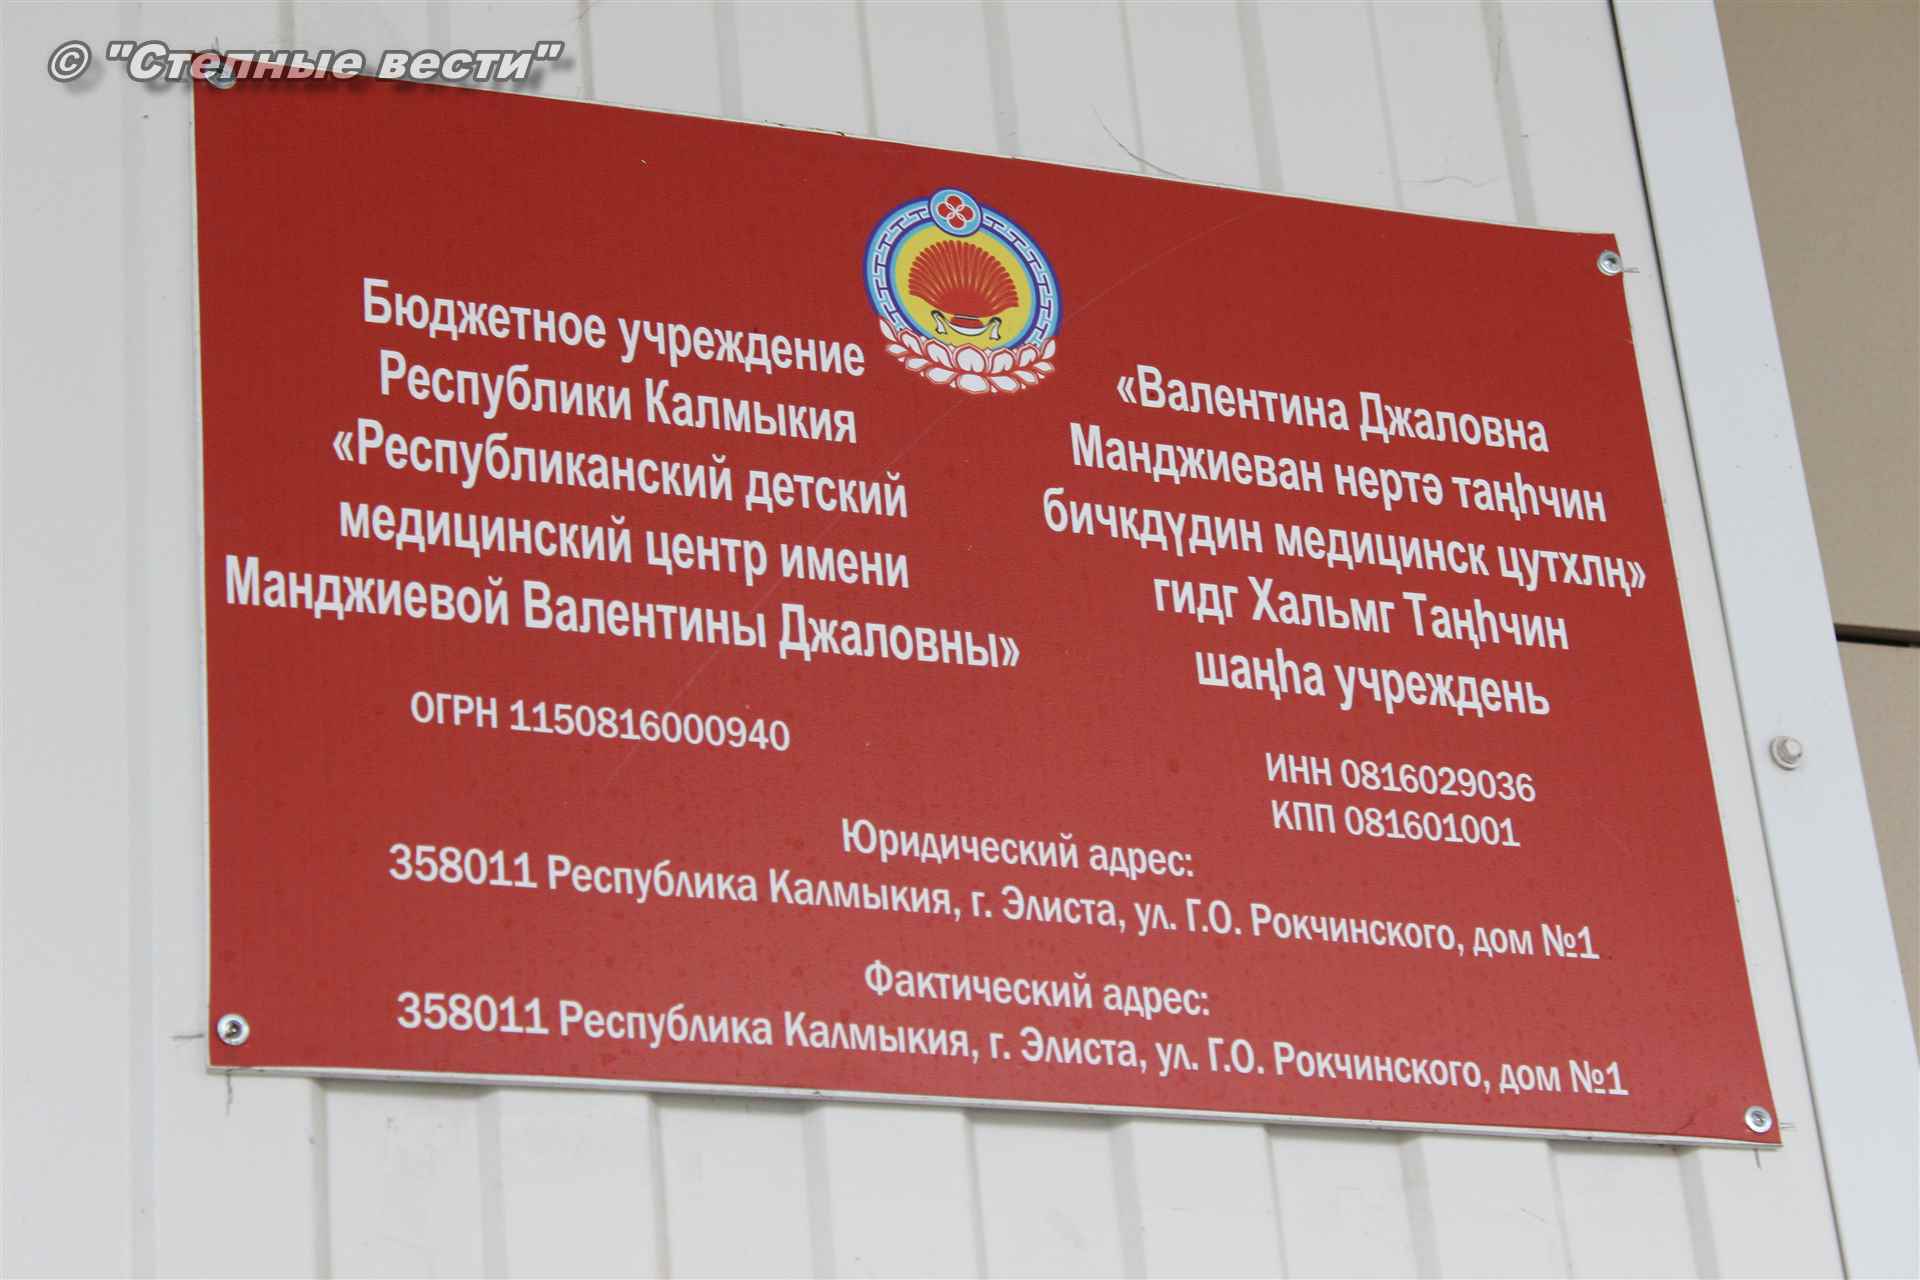 © "Степные вести"
Бюджетное учреждение
Республики Калмыкия
«Республиканский детский
медицинский центр имени
Манджиевой Валентины Джаловны»
ОГРН 1150816000940
«Валентина Джаловна
Манджиеван нертә таңһчин
бичкдүдин медицинск цутхлң»
гидг Хальмг Таңһчин
шаңһа учреждень
ИНН 0816029036
КПП 081601001
Юридический адрес:
358011 Республика Калмыкия, г. Элиста, ул. Г.О. Рокчинского, дом №1
Фактический адрес:
358011 Республика Калмыкия, г. Элиста, ул. Г.О. Рокчинского, дом №1